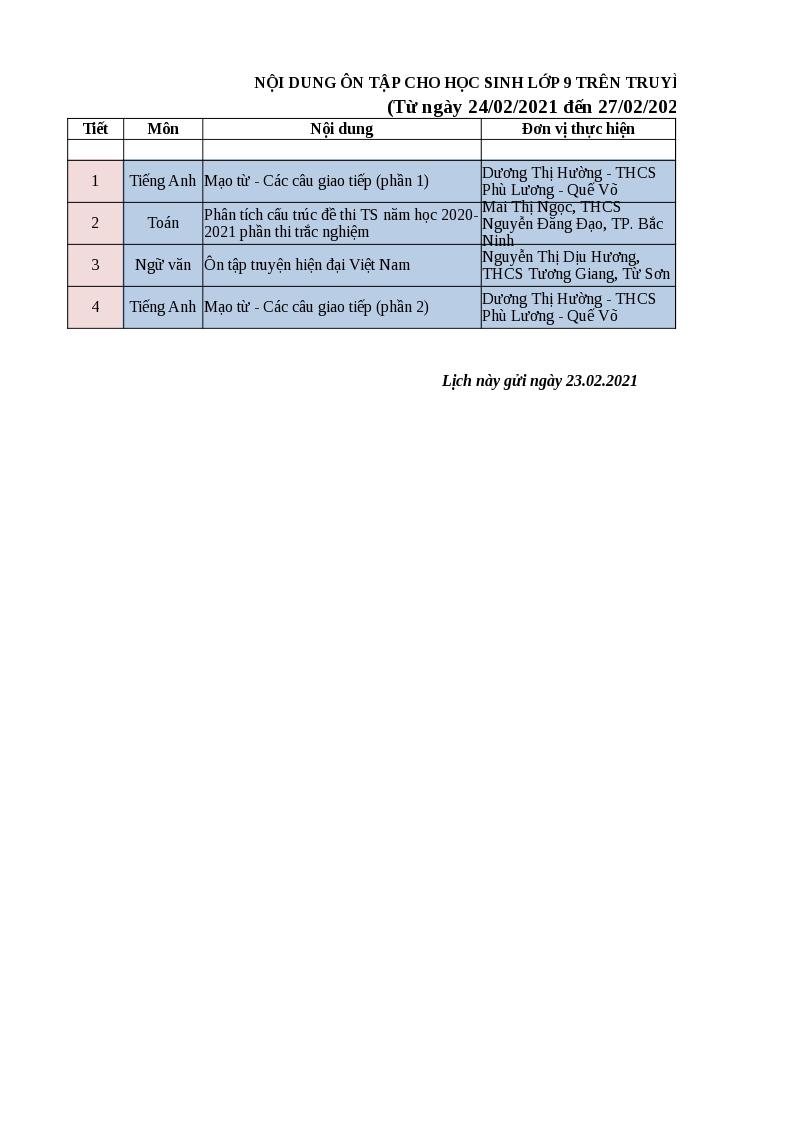 NỘI DUNG ÔN TẬP CHO HỌC SINH LỚP 9 TRÊN TRUYỀ
(Từ ngày 24/02/2021 đến 27/02/202
Tiết Môn Nội dung Đơn vị thực hiện
1 Tiếng Anh Mạo từ - Các câu giao tiếp (phần 1) Dương Thị Hường - THCS
Phù Lương - Quế Võ
2 Toán Phân tích cấu trúc đề thi TS năm học 2020-
2021 phần thi trắc nghiệm
Mai Thị Ngọc, THCS
Nguyễn Đăng Đạo, TP. Bắc
Ninh
3 Ngữ văn Ôn tập truyện hiện đại Việt Nam Nguyễn Thị Dịu Hương,
THCS Tương Giang, Từ Sơn
4 Tiếng Anh Mạo từ - Các câu giao tiếp (phần 2) Dương Thị Hường - THCS
Phù Lương - Quế Võ
Lịch này gửi ngày 23.02.2021